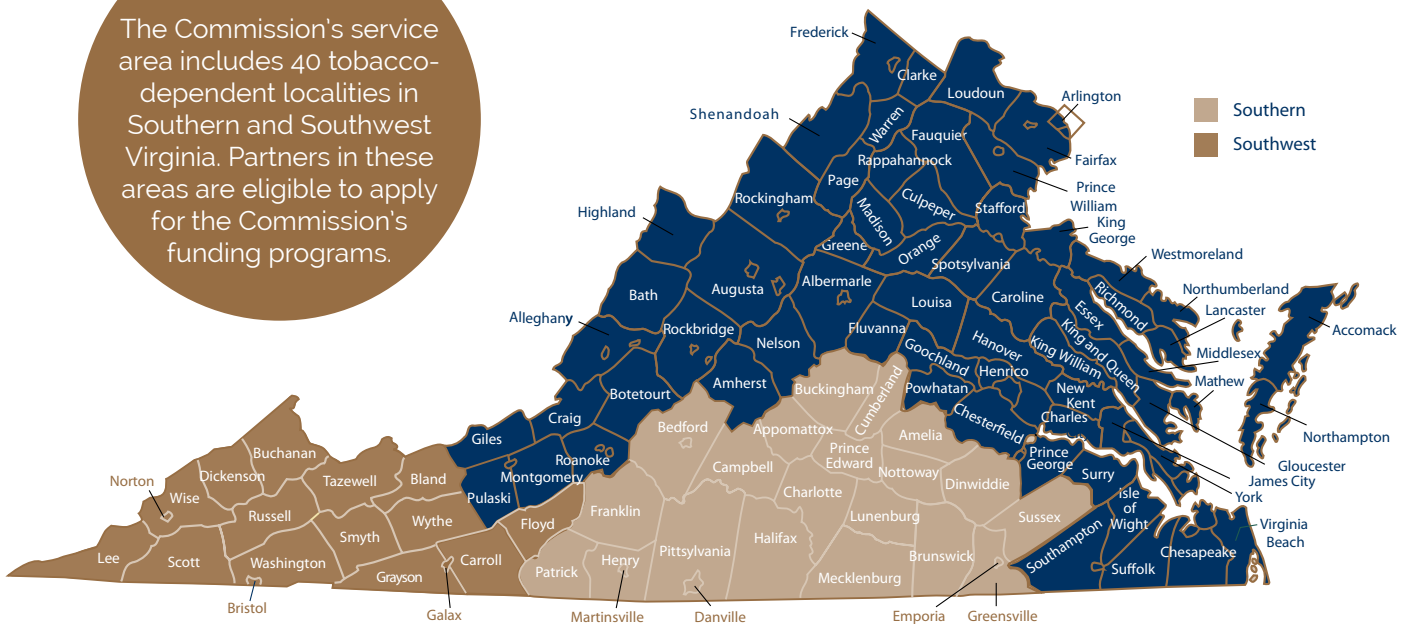 The Commission's service
area includes 40 tobacco-
dependent localities in
Southern and Southwest
Virginia. Partners in these
areas are eligible to apply
for the Commission's
funding programs.
Southern
Southwest
Frederick
Clarke
Loudoun
Arlington
Shenandoah
Warren
Fauquier
Rappahannock
Fairfax
Page
Prince
William
Rockingham
Culpeper
Stafford
Madison
King
George
Highland
Greene
Orange
Westmoreland
Spotsylvania
Bath
Augusta
Albermarle
Louisa
Caroline
Richmond
Northumberland
Essex
Lancaster
Alleghany
Rockbridge
Nelson
Fluvanna
Goochland
Hanover
King William
King and Queen
Accomack
Middlesex
Botetourt
Amherst
Buckingham
Cumberland
Powhatan
Henrico
New
Kent
Mathew
Charles
City
Craig
Giles
Bedford
Appomattox
Amelia
Chesterfield
Northampton
Roanoke
Montgomery
Pulaski
Campbell
Prince
Edward
Nottoway
Prince
George
Gloucester
James City
York
Buchanan
Dickenson
Tazewell
Bland
Norton
Wise
Russell
Wythe
Floyd
Franklin
Charlotte
Dinwiddie
Surry
Isle
of
Wight
Lunenburg
Sussex
Virginia
Beach
Smyth
Lee
Scott
Washington
Grayson
Carroll
Patrick
Henry
Pittsylvania
Halifax
Mecklenburg
Brunswick
Southampton
Suffolk
Chesapeake
Bristol
Galax
Martinsville
Danville
Emporia
Greensville